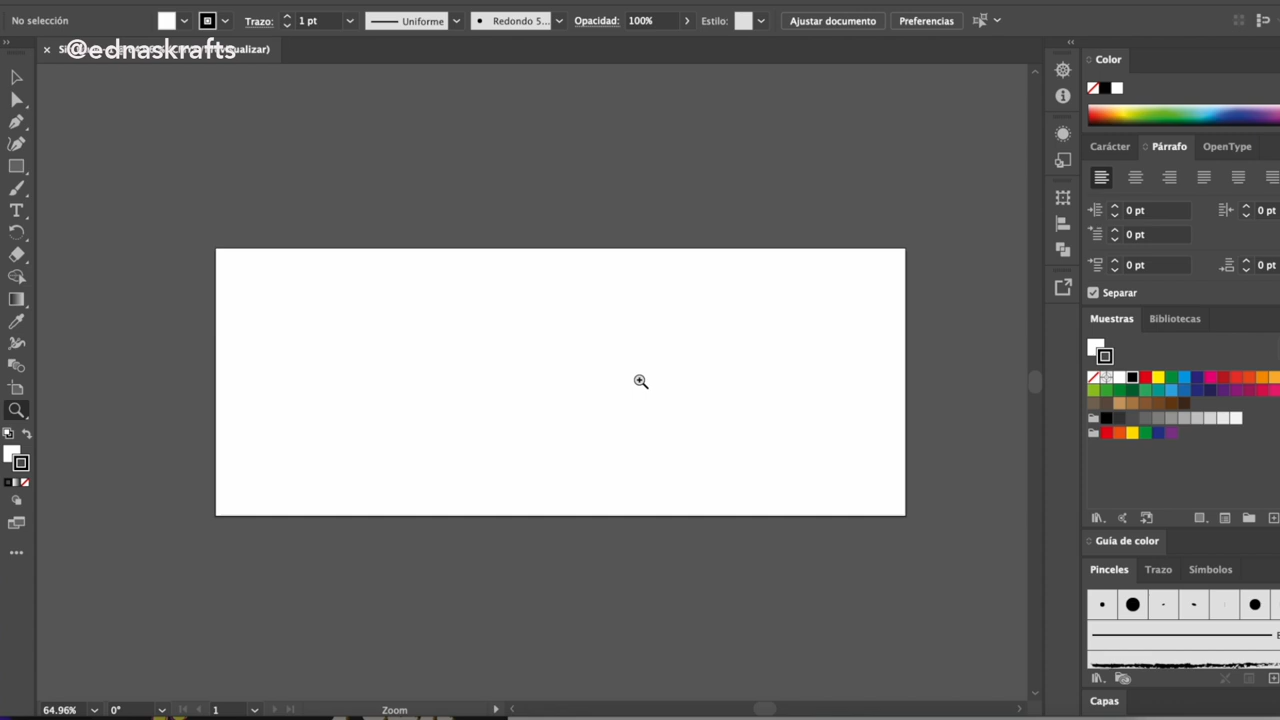 No selección Trazo: 1 pt Uniforme Redondo 5... Opacidad: 100% Estilo: Ajustar documento Preferencias
@ednaskrafts
Color
Carácter Párrafo OpenType
0 pt 0 pt
0 pt
0 pt 0 pt
Separar
Muestras Bibliotecas
Guía de color
Pinceles Trazo Símbolos
Capas
64.96% 0° 1 Zoom